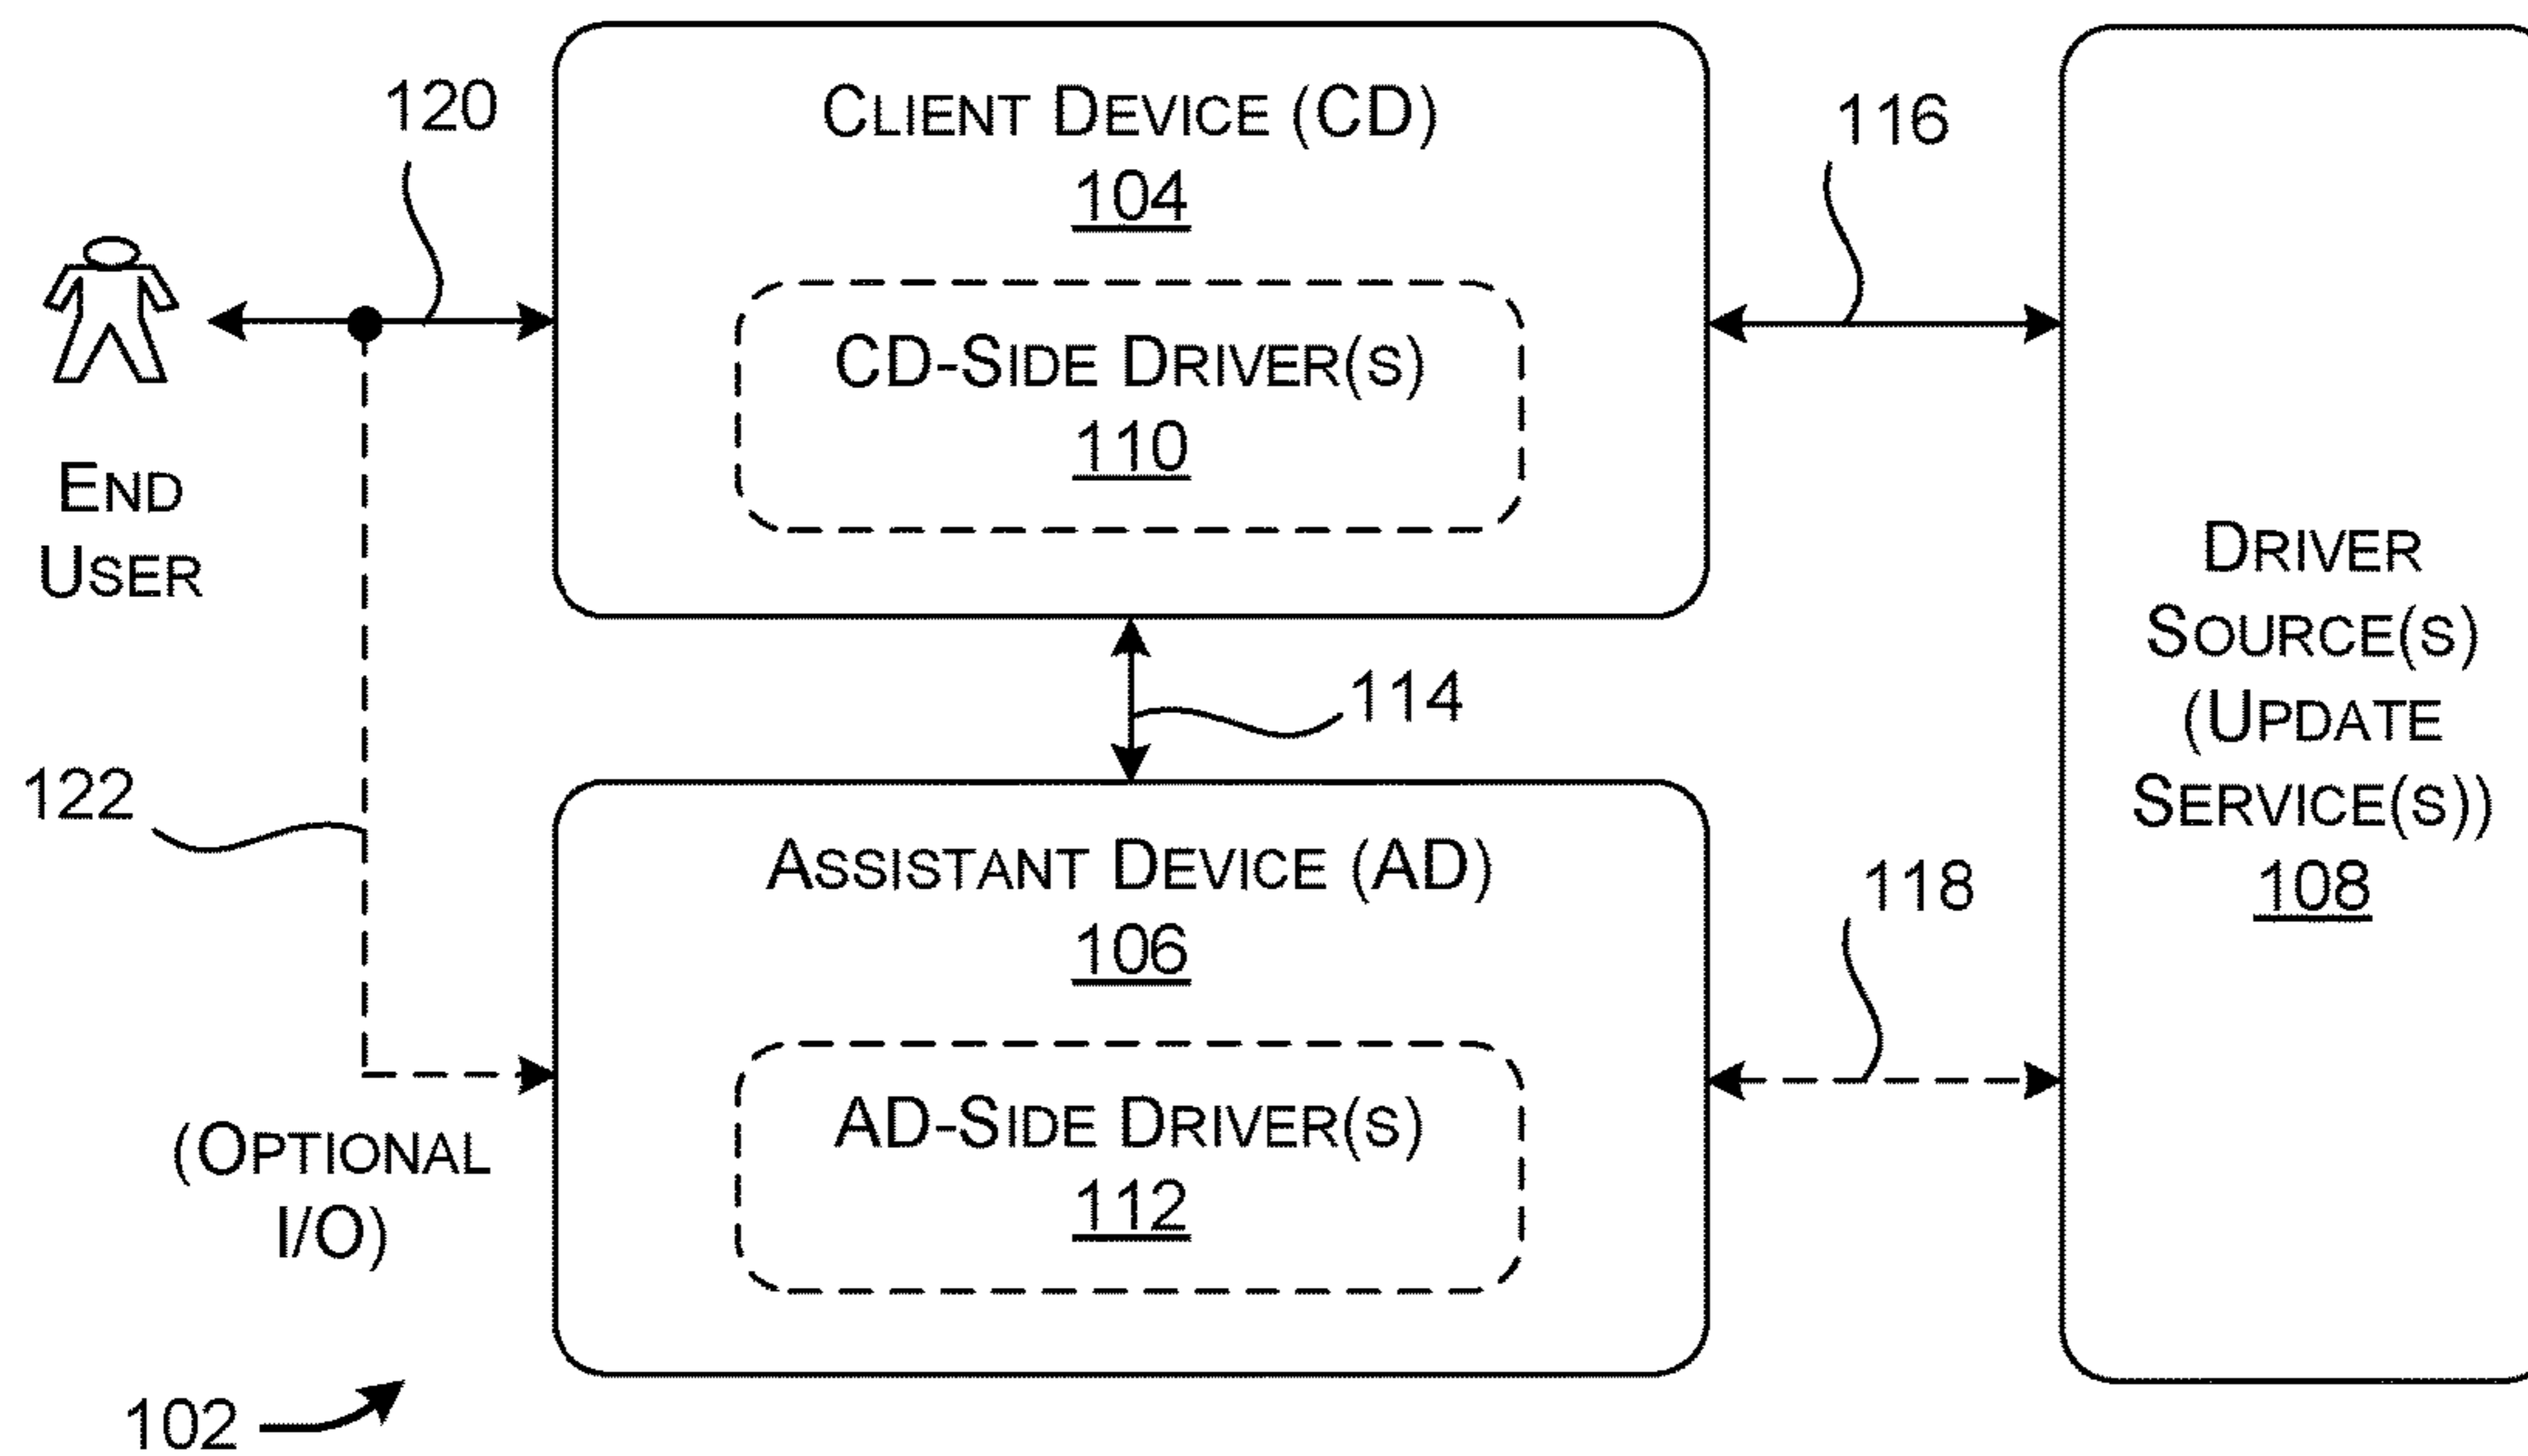 120
CLIENT DEVICE (CD)
104
116
CD-SIDE DRIVER(S)
110
END
USER
DRIVER
SOURCE(S)
(UPDATE
SERVICE(S))
108
114
122
ASSISTANT DEVICE (AD)
106
118
AD-SIDE DRIVER(S)
112
(OPTIONAL
I/O)
102